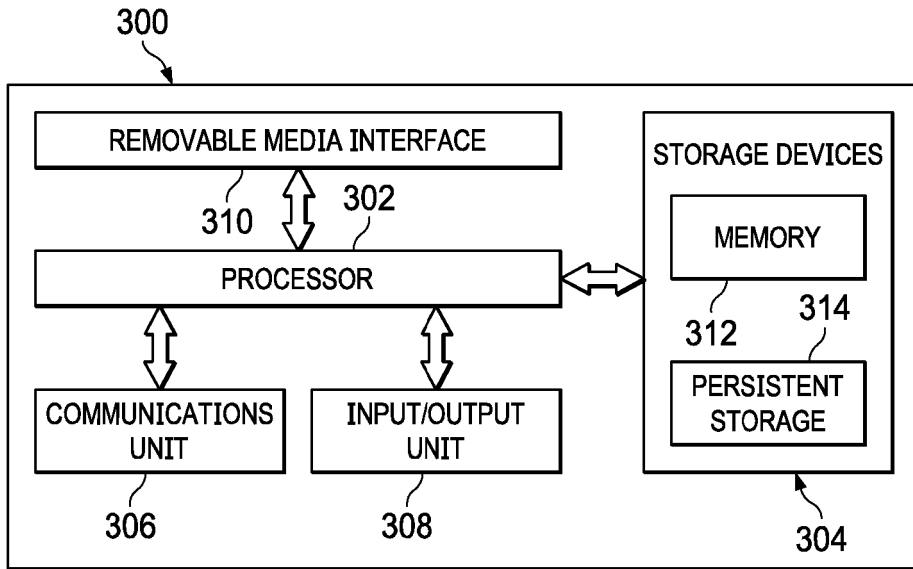 300
REMOVABLE MEDIA INTERFACE
310
302
PROCESSOR
COMMUNICATIONS
UNIT
306
INPUT/OUTPUT
UNIT
308
STORAGE DEVICES
MEMORY
312
314
PERSISTENT
STORAGE
304